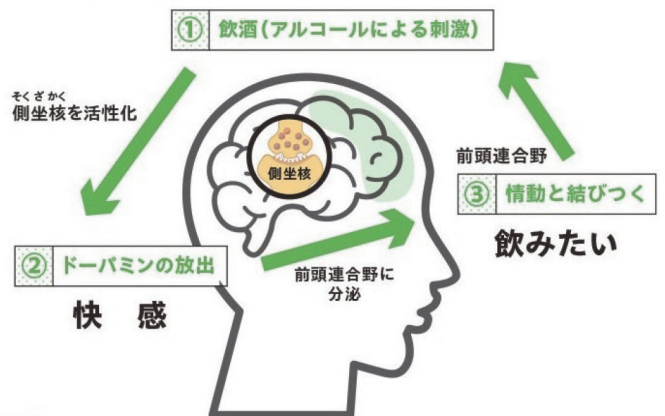 ① 飲酒(アルコールによる刺激)
そくざかく
側坐核を活性化
側坐核
前頭連合野
③ 情動と結びつく
飲みたい
② ドーパミンの放出
快 感
前頭連合野に
分泌